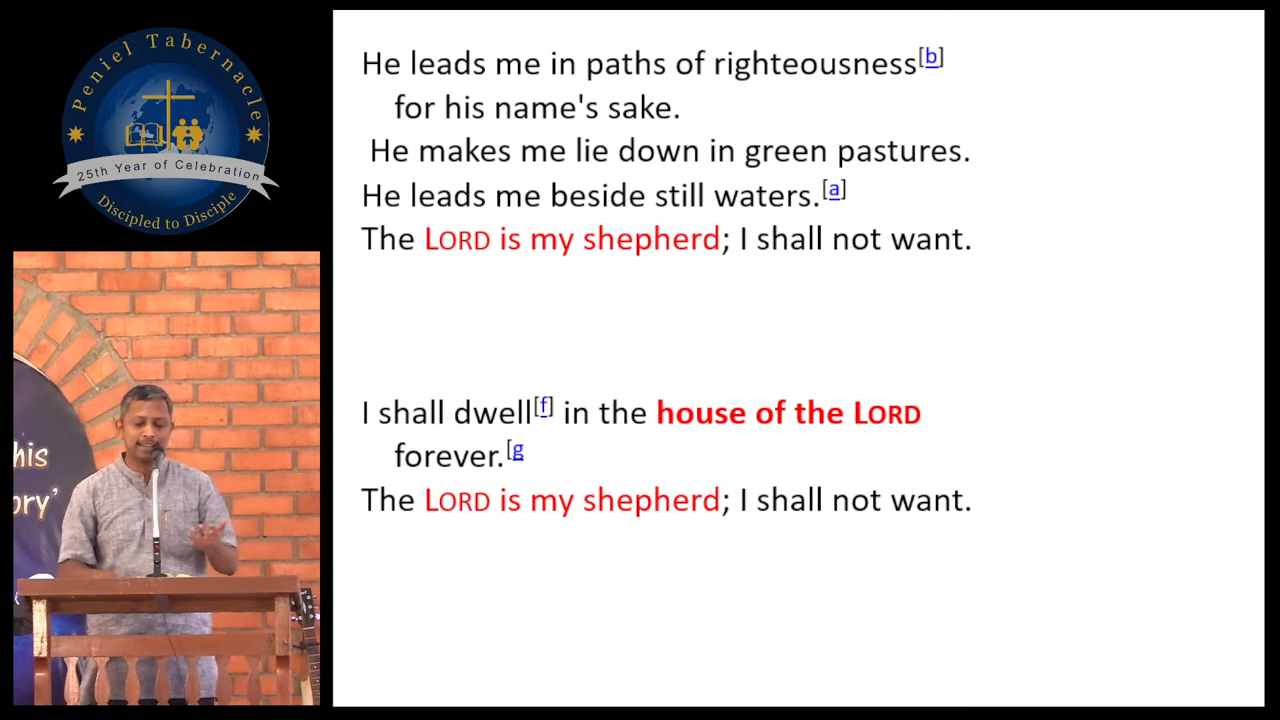 Peniel Tabernacle
25th Year of Celebration
Discipled to Disciple
his
ory'
He leads me in paths of righteousness[b]
for his name's sake.
He makes me lie down in green pastures.
He leads me beside still waters.[a]
The LORD is my shepherd; I shall not want.
I shall dwell[f] in the house of the LORD
forever.[g
The LORD is my shepherd; I shall not want.